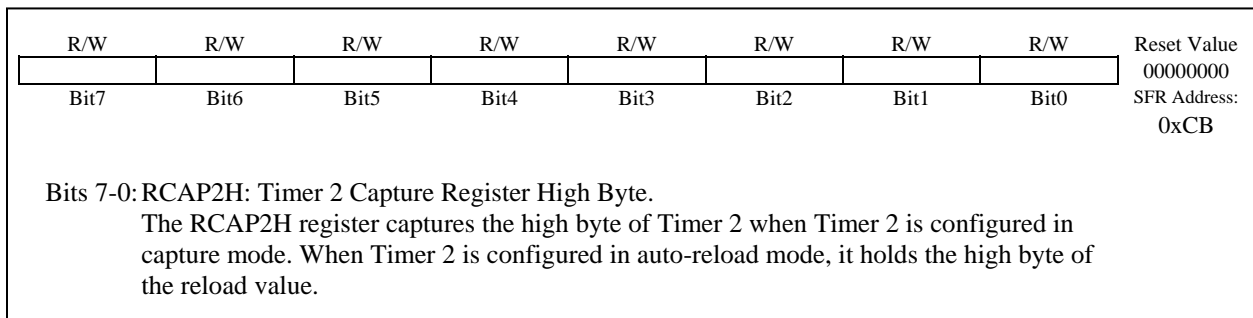 R/W R/W R/W R/W R/W R/W R/W R/W Reset Value
00000000
Bit7 Bit6 Bit5 Bit4 Bit3 Bit2 Bit1 Bit0 SFR Address:
0xCB
Bits 7-0: RCAP2H: Timer 2 Capture Register High Byte.
The RCAP2H register captures the high byte of Timer 2 when Timer 2 is configured in
capture mode. When Timer 2 is configured in auto-reload mode, it holds the high byte of
the reload value.